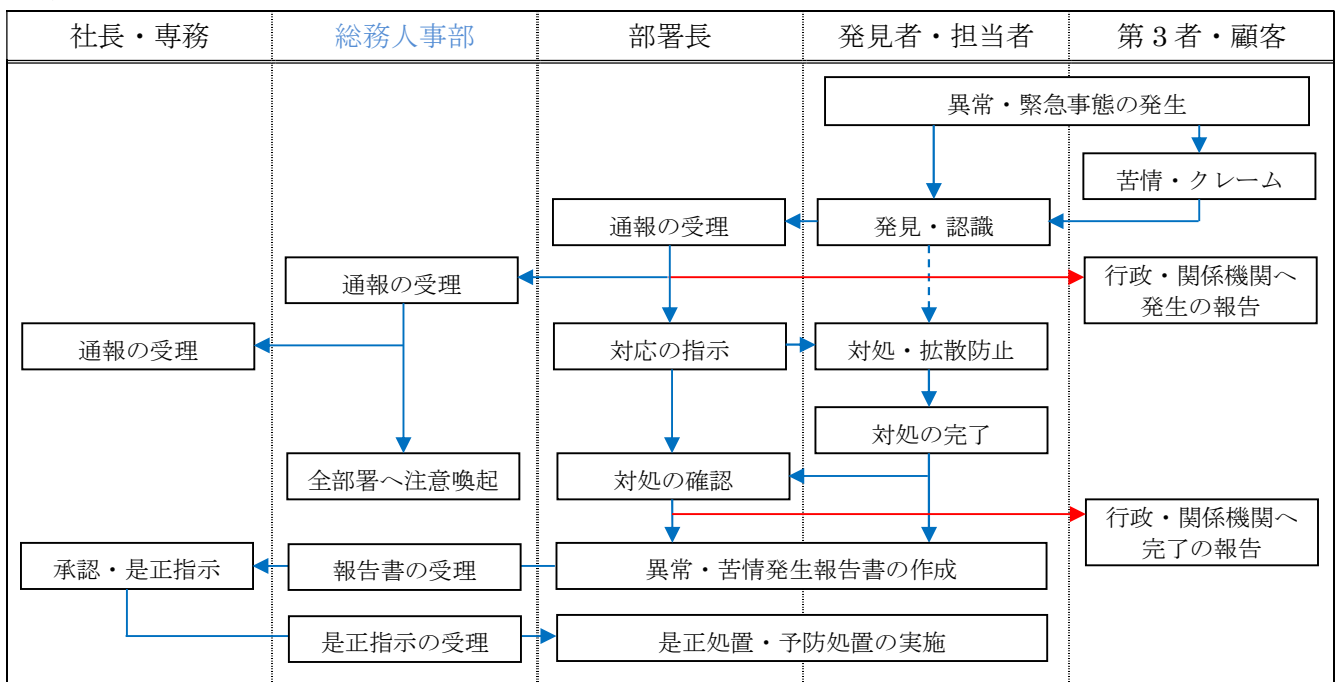 社長・専務
総務人事部
部署長
発見者・担当者
第3者・顧客
異常・緊急事態の発生
苦情・クレーム
通報の受理
発見・認識
通報の受理
行政・関係機関へ
発生の報告
通報の受理
対応の指示
対処・拡散防止
対処の完了
全部署へ注意喚起
対処の確認
行政・関係機関へ
完了の報告
承認・是正指示
報告書の受理
異常・苦情発生報告書の作成
是正指示の受理
是正処置・予防処置の実施